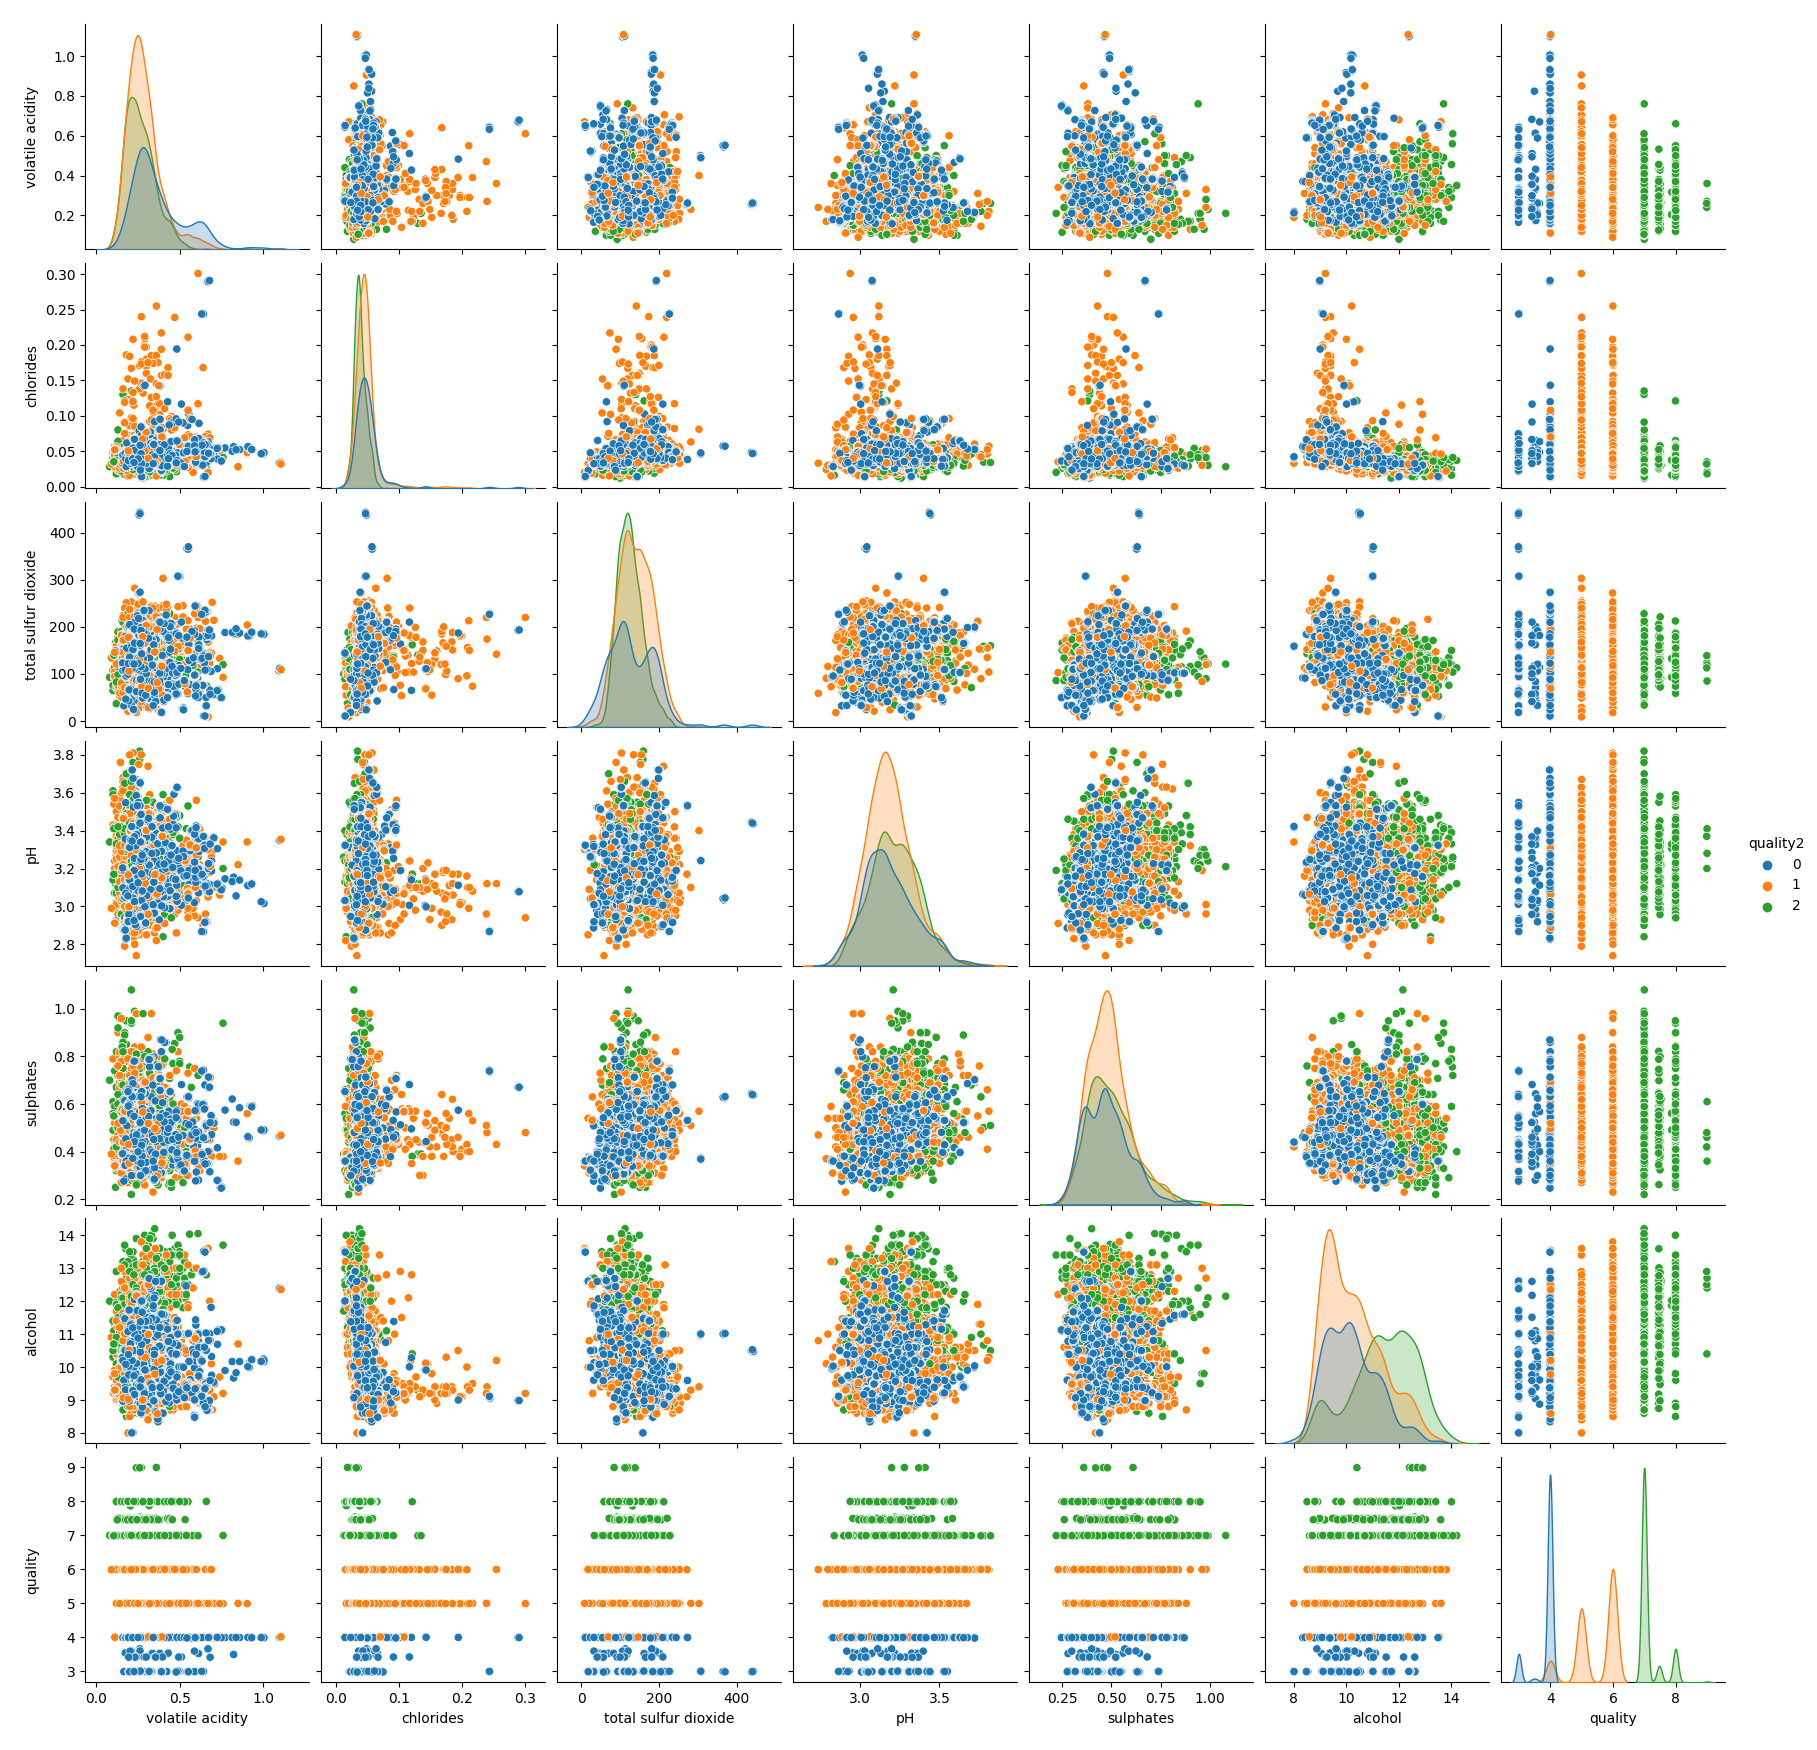 volatile acidity
1.0
0.8
0.6
0.4
0.2
chlorides
0.30
0.25
0.20
0.15
0.10
0.05
0.00
total sulfur dioxide
400
300
200
100
0
pH
3.8
3.6
3.4
3.2
3.0
2.8
quality2
0
1
2
sulphates
1.0
0.8
0.6
0.4
0.2
alcohol
14
13
12
11
10
9
8
quality
9
8
7
6
5
4
3
0.0 0.5 1.0
volatile acidity
0.0 0.1 0.2 0.3
chlorides
0 200 400
total sulfur dioxide
3.0 3.5
pH
0.25 0.50 0.75 1.00
sulphates
8 10 12 14
alcohol
4 6 8
quality